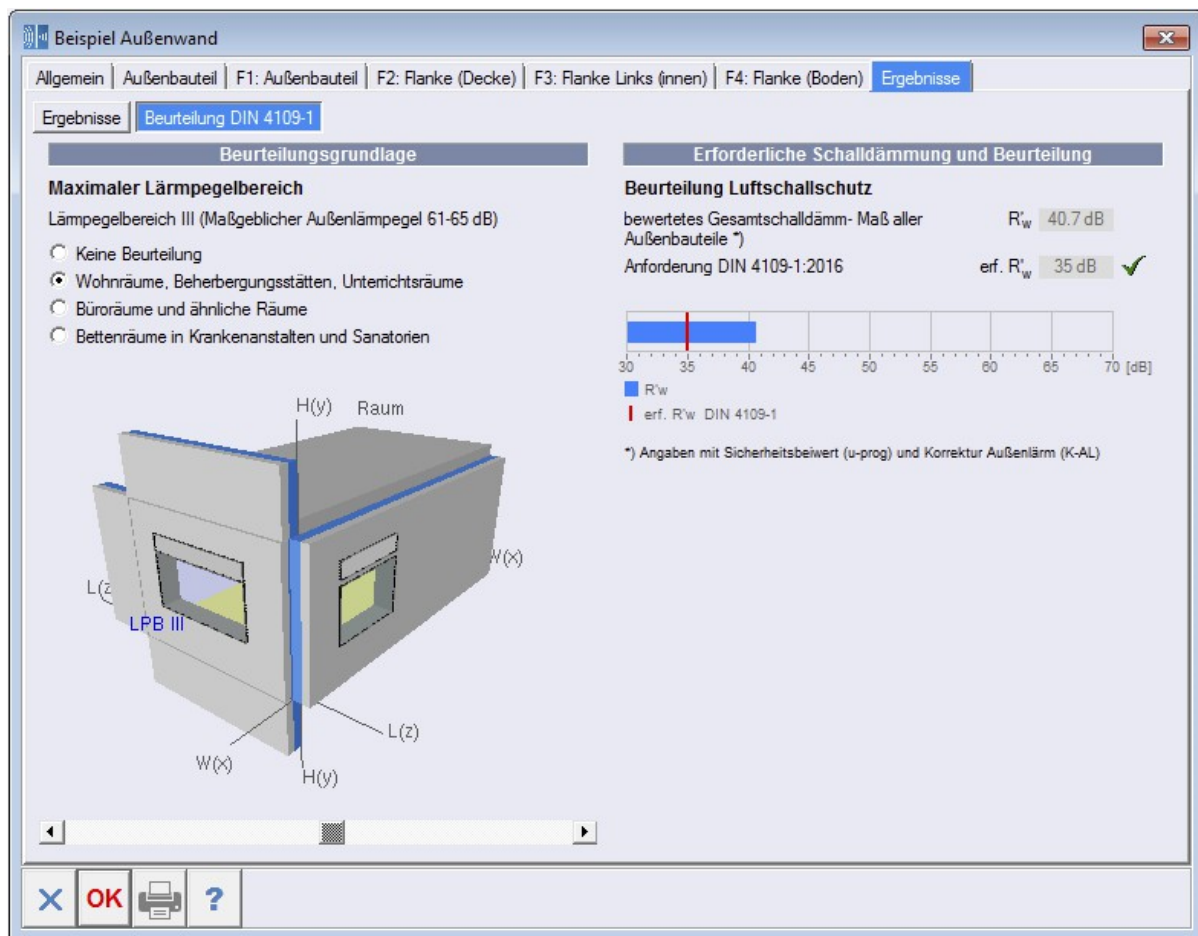 Beispiel Außenwand
Allgemein
Außenbauteil
F1: Außenbauteil
F2: Flanke (Decke)
F3: Flanke Links (innen)
F4: Flanke (Boden)
Ergebnisse
Ergebnisse
Beurteilung DIN 4109-1
Beurteilungsgrundlage
Maximaler Lärmpegelbereich
Lärmpegelbereich III (Maßgeblicher Außenlärmpegel 61-65 dB)
Keine Beurteilung
Wohnräume, Beherbergungsstätten, Unterrichtsräume
Büroräume und ähnliche Räume
Bettenräume in Krankenanstalten und Sanatorien
H(y)
Raum
W(x)
L(z
LPB III
L(z)
W(x)
H(y)
Erforderliche Schalldämmung und Beurteilung
Beurteilung Luftschallschutz
bewertetes Gesamtschalldämm- Maß aller
Außenbauteile *)
R'w 40.7 dB
Anforderung DIN 4109-1:2016
erf. R'w 35 dB
30 35 40 45 50 55 60 65 70 [dB]
R'w
erf. R'w DIN 4109-1
*) Angaben mit Sicherheitsbeiwert (u-prog) und Korrektur Außenlärm (K-AL)
OK
?